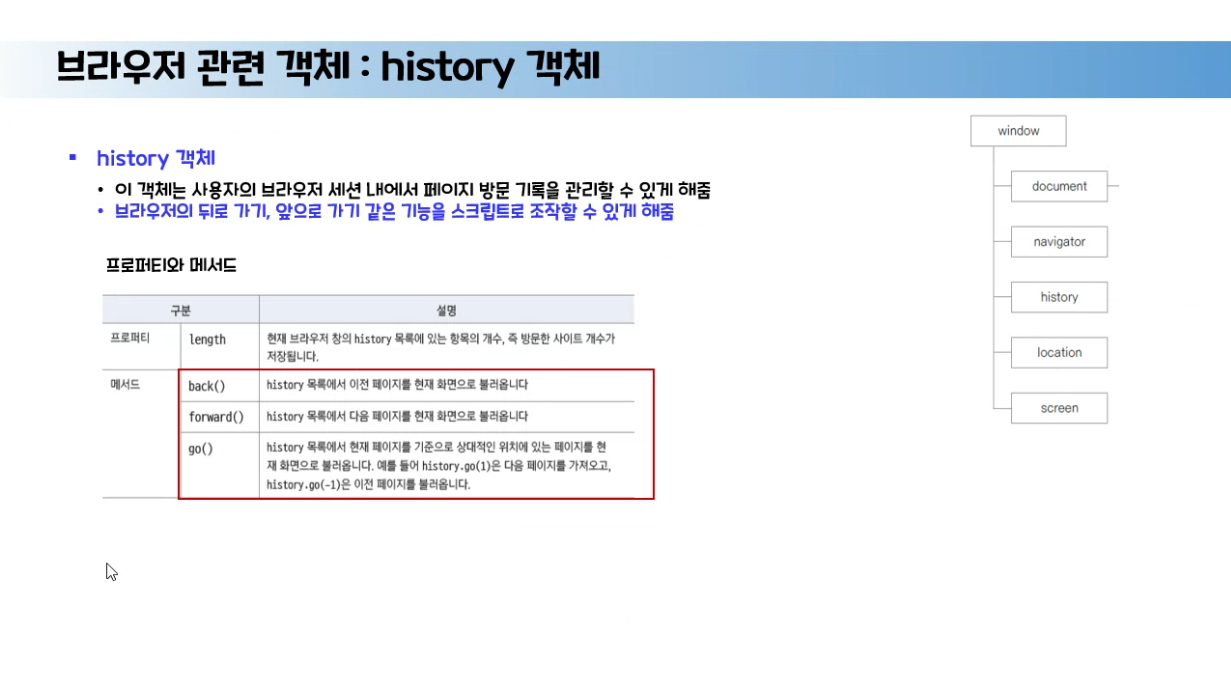 브라우저 관련 객체 : history 객체
history 객체
이 객체는 사용자의 브라우저 세션 내에서 페이지 방문 기록을 관리할 수 있게 해줌
브라우저의 뒤로 가기, 앞으로 가기 같은 기능을 스크립트로 조작할 수 있게 해줌
프로퍼티와 메서드
구분 설명
프로퍼티 length 현재 브라우저 창의 history 목록에 있는 항목의 개수, 즉 방문한 사이트 개수가
저장됩니다.
메서드 back() history 목록에서 이전 페이지를 현재 화면으로 불러옵니다
forward() history 목록에서 다음 페이지를 현재 화면으로 불러옵니다
go() history 목록에서 현재 페이지를 기준으로 상대적인 위치에 있는 페이지를 현
재 화면으로 불러옵니다. 예를 들어 history.go(1)은 다음 페이지를 가져오고,
history.go(-1)은 이전 페이지를 불러옵니다.
window
document
navigator
history
location
screen